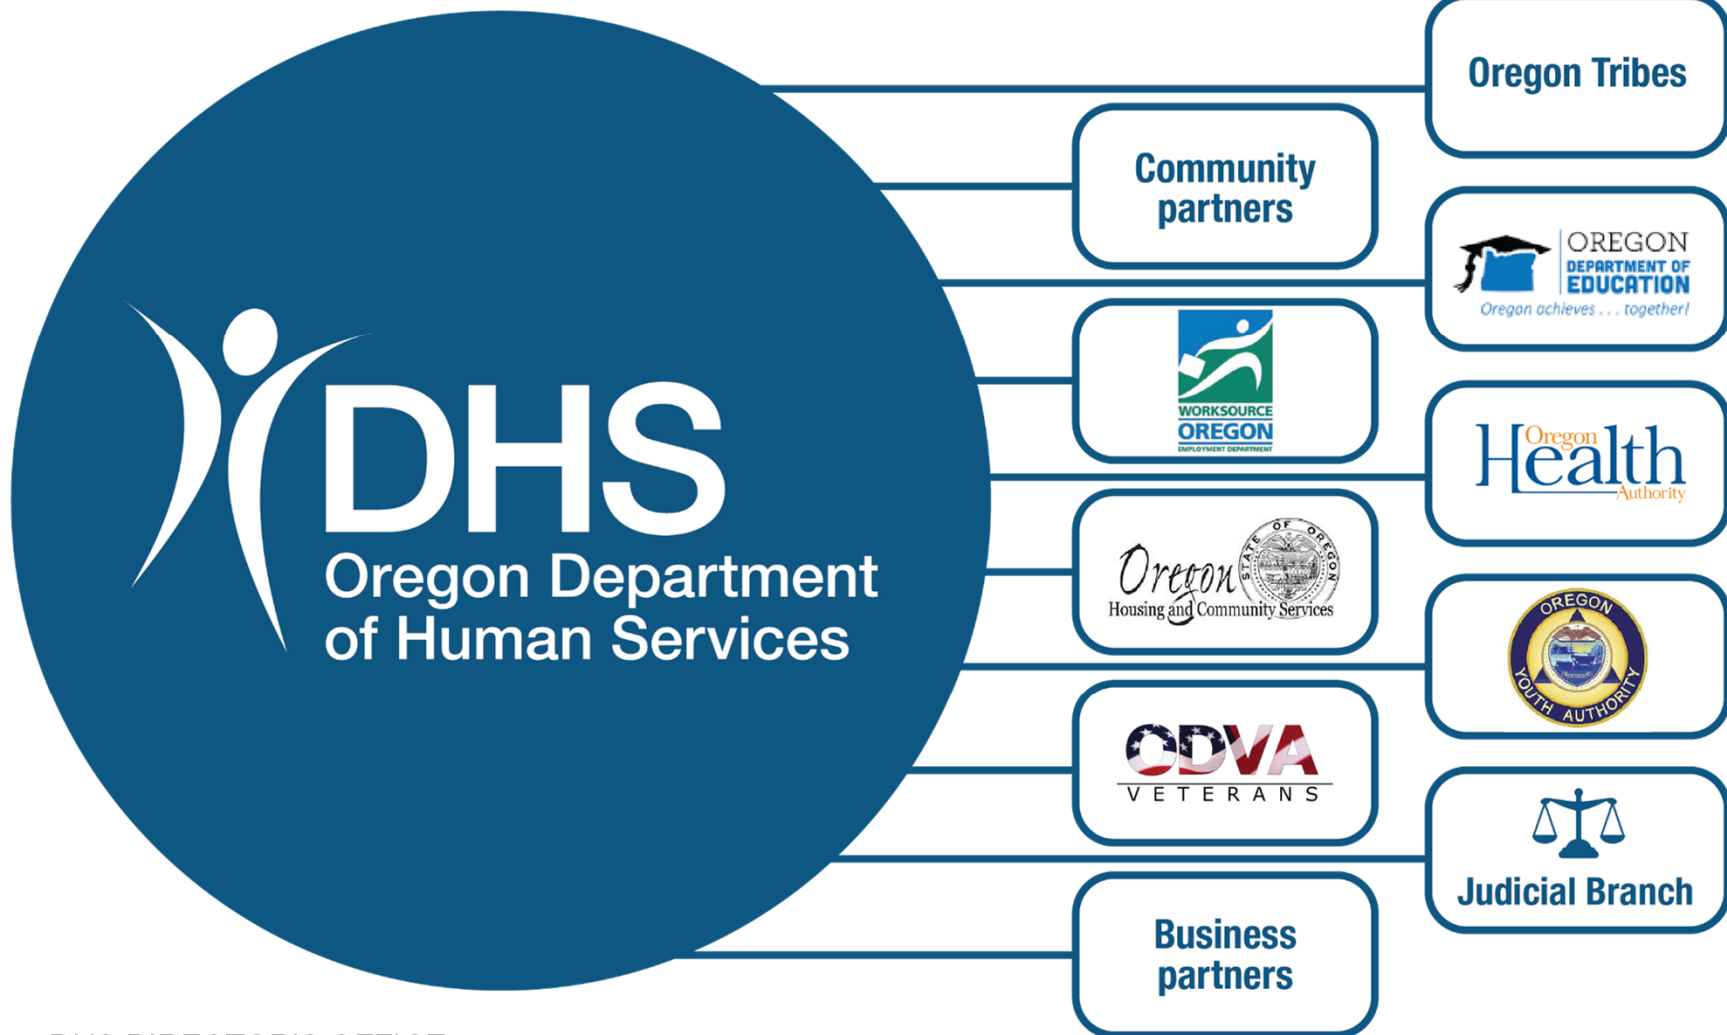 DHS
Oregon Department
of Human Services
Oregon Tribes
Community
partners
OREGON
DEPARTMENT OF
EDUCATION
Oregon achieves . . . together!
WORKSOURCE
OREGON
EMPLOYMENT DEPARTMENT
Oregon
Health
Authority
Oregon
STATE OF OREGON
Housing and Community Services
OREGON
YOUTH AUTHORITY
ODVA
VETERANS
Judicial Branch
Business
partners